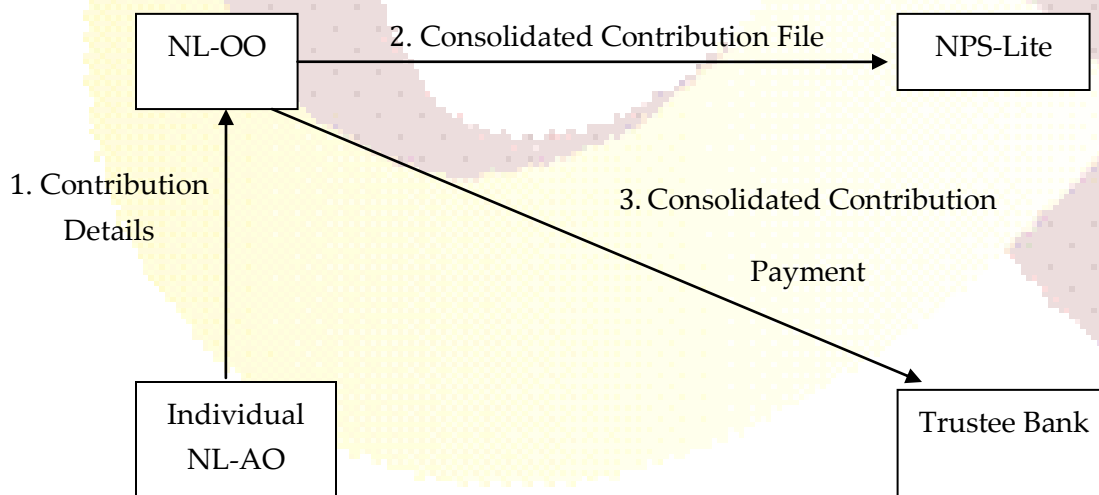 NL-OO
2. Consolidated Contribution File
NPS-Lite
1. Contribution
Details
3. Consolidated Contribution
Payment
Individual
NL-AO
Trustee Bank